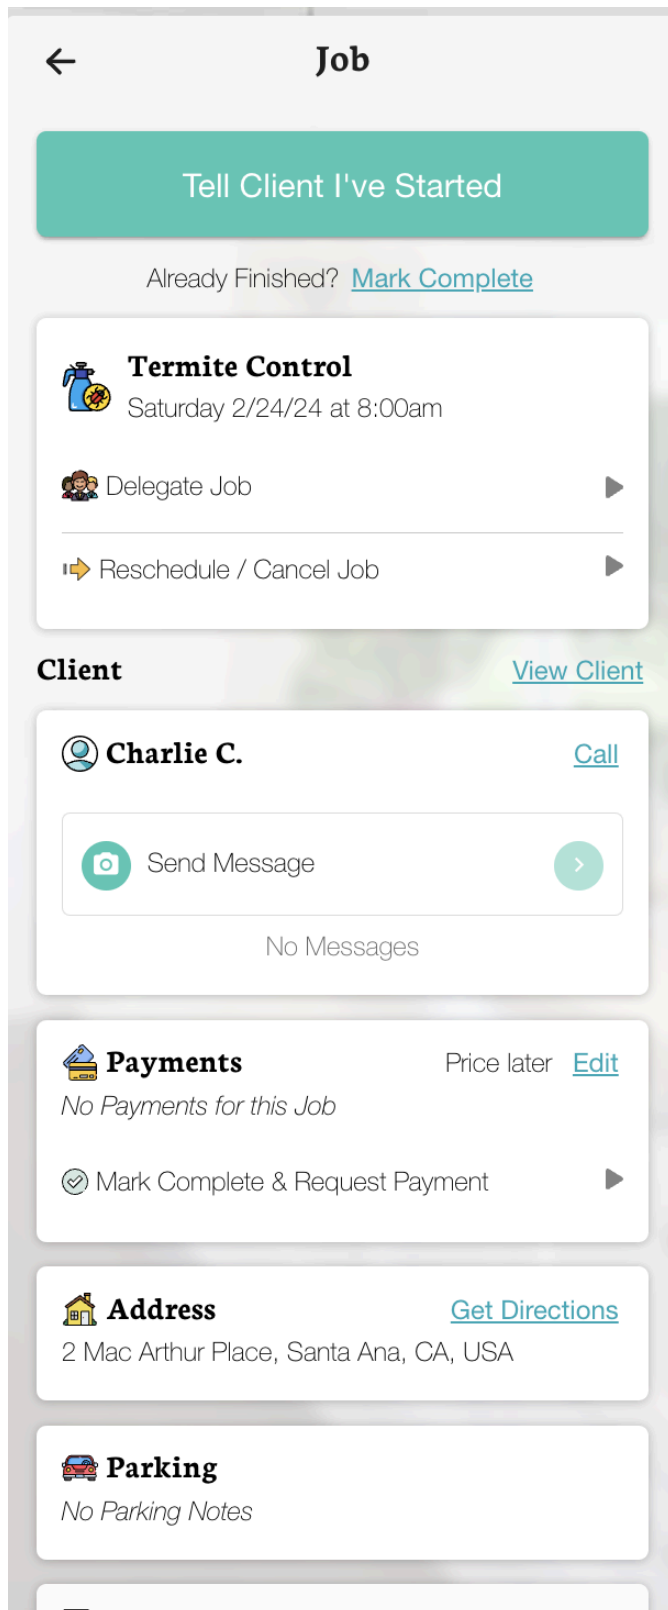 Job
Tell Client I've Started
Already Finished? Mark Complete
Termite Control
Saturday 2/24/24 at 8:00am
Delegate Job
Reschedule / Cancel Job
Client View Client
Charlie C. Call
Send Message
No Messages
Payments Price later Edit
No Payments for this Job
Mark Complete & Request Payment
Address Get Directions
2 Mac Arthur Place, Santa Ana, CA, USA
Parking
No Parking Notes